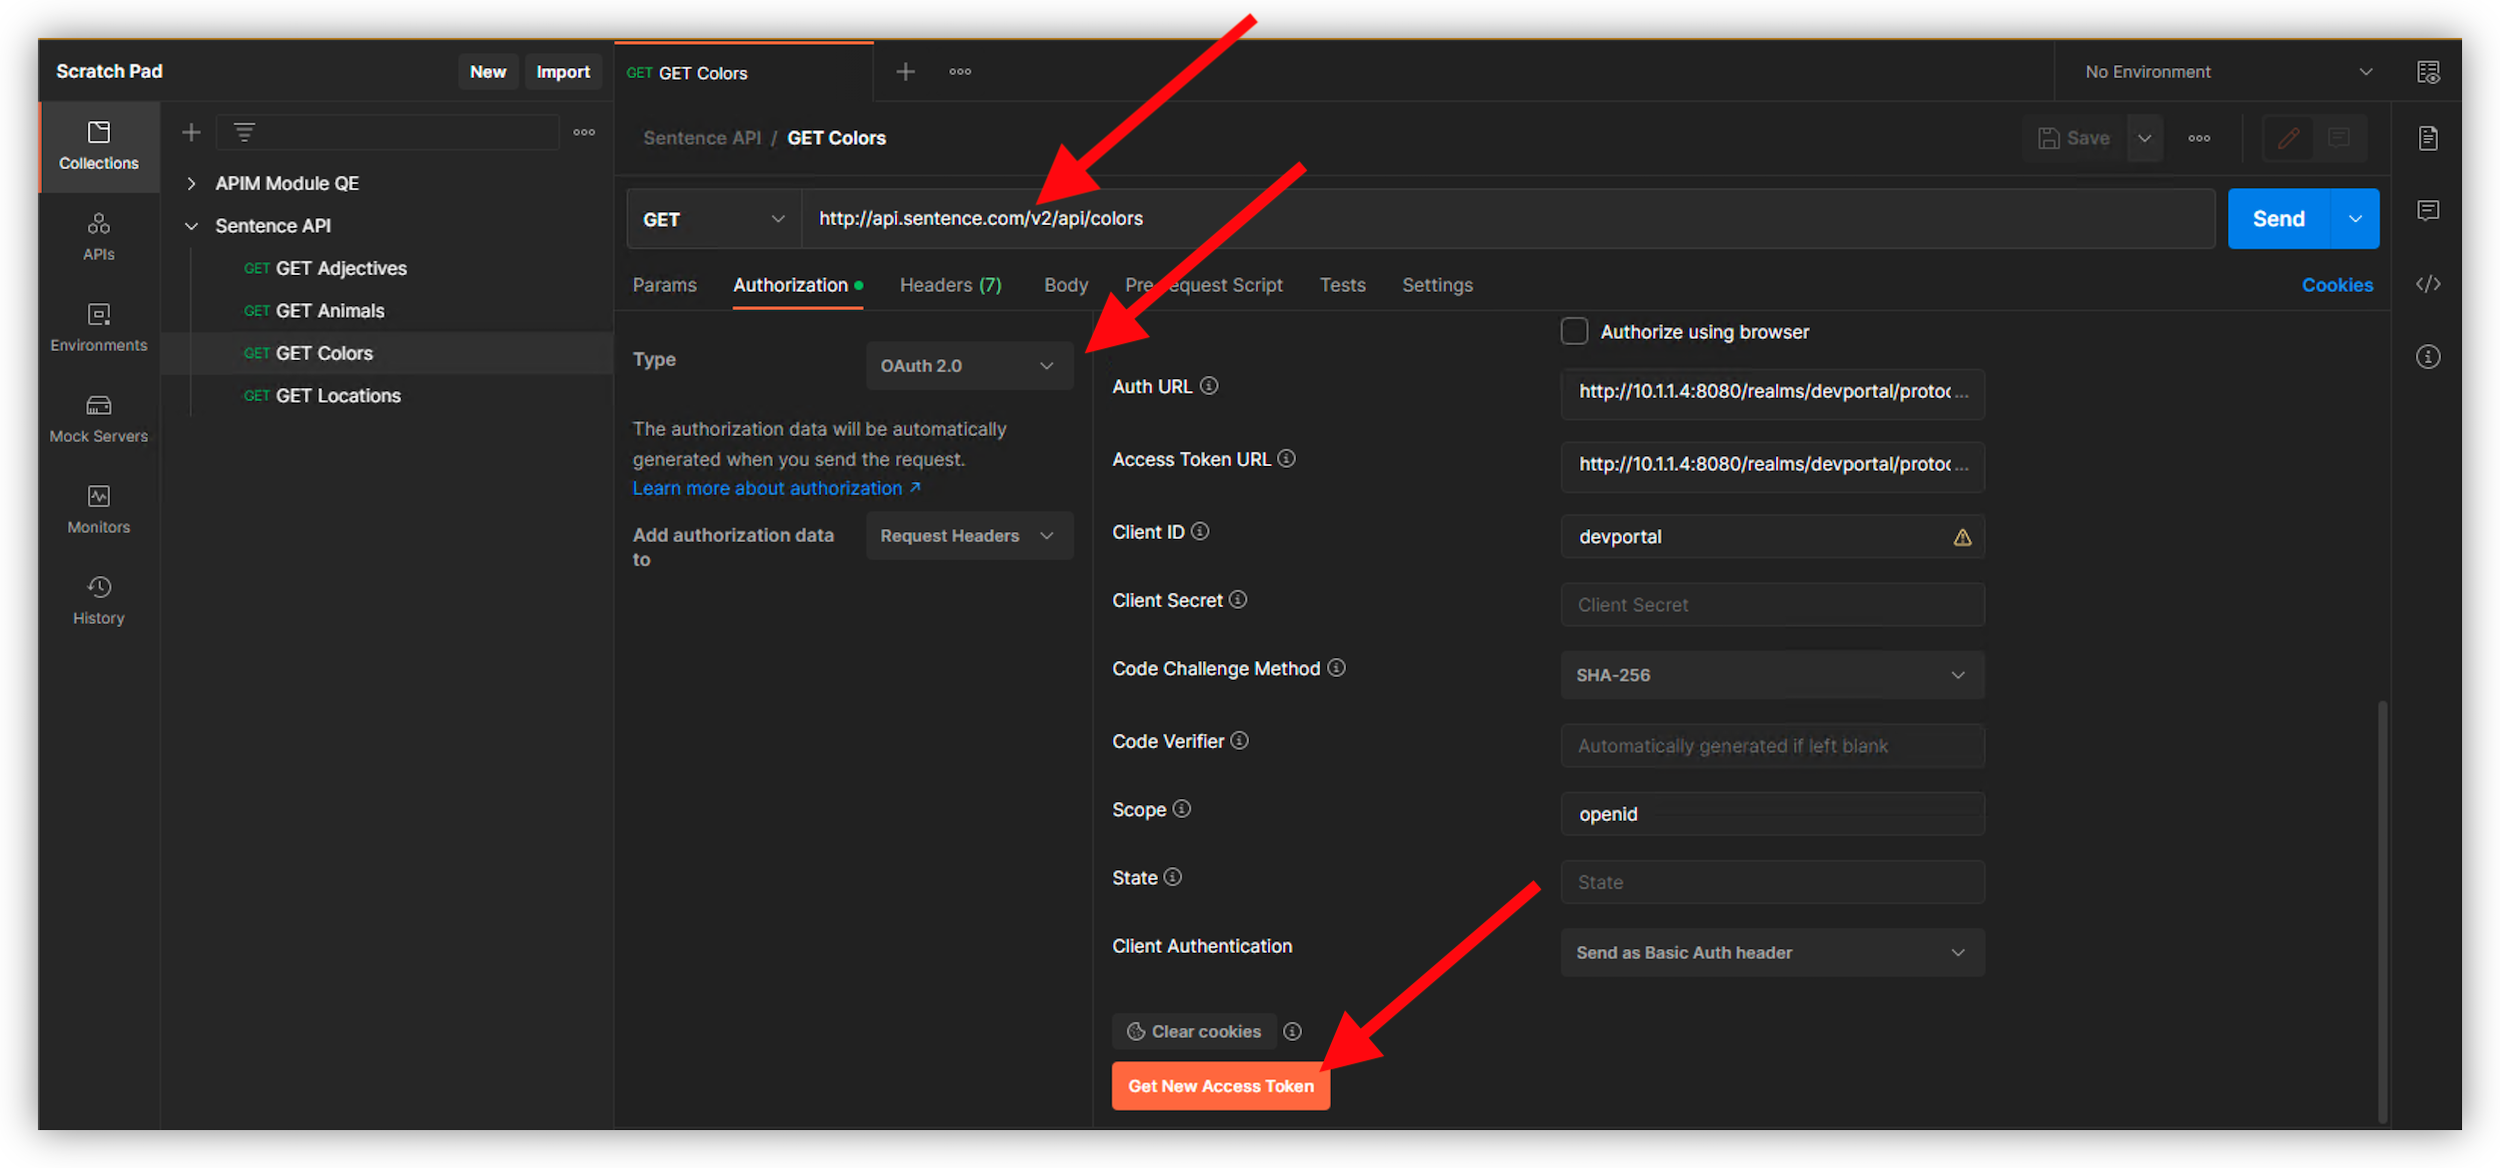 Scratch Pad
New
Import
GET GET Colors
No Environment
Collections
APIs
Environments
Mock Servers
Monitors
History
APIM Module QE
Sentence API
GET GET Adjectives
GET GET Animals
GET GET Colors
GET GET Locations
Sentence API / GET Colors
Save
GET
http://api.sentence.com/v2/api/colors
Send
Params
Authorization
Headers (7)
Body
Pre-request Script
Tests
Settings
Cookies
Type
OAuth 2.0
The authorization data will be automatically
generated when you send the request.
Learn more about authorization ↗
Add authorization data
to
Request Headers
Authorize using browser
Auth URL
http://10.1.1.4:8080/realms/devportal/protoc...
Access Token URL
http://10.1.1.4:8080/realms/devportal/protoc...
Client ID
devportal
Client Secret
Client Secret
Code Challenge Method
SHA-256
Code Verifier
Automatically generated if left blank
Scope
openid
State
State
Client Authentication
Send as Basic Auth header
Clear cookies
Get New Access Token